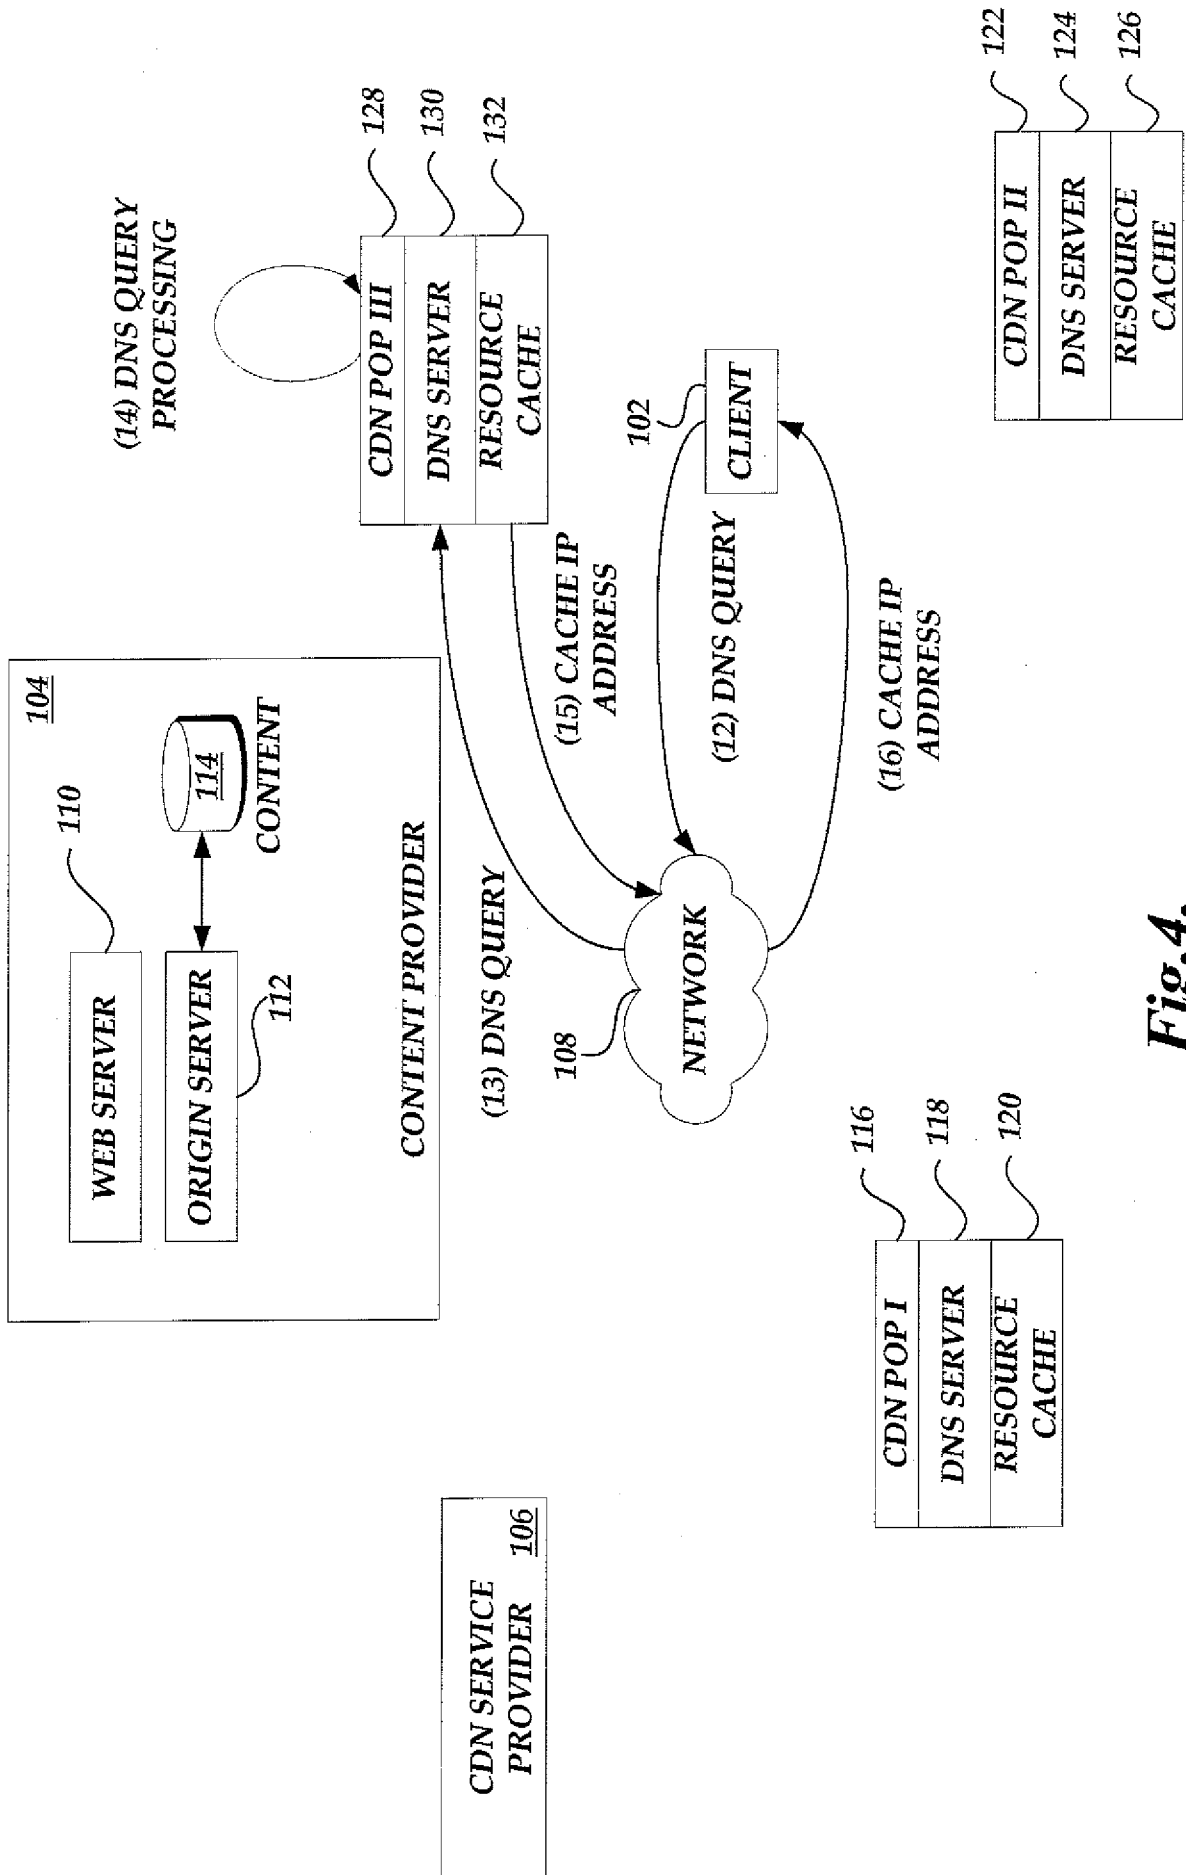 104
WEB SERVER
110
ORIGIN SERVER
112
114
CONTENT
CONTENT PROVIDER
(14) DNS QUERY
PROCESSING
CDN POP III
DNS SERVER
RESOURCE
CACHE
128
130
132
CDN SERVICE
PROVIDER
106
(13) DNS QUERY
(15) CACHE IP
ADDRESS
108
NETWORK
102
CLIENT
(12) DNS QUERY
(16) CACHE IP
ADDRESS
CDN POP I
DNS SERVER
RESOURCE
CACHE
116
118
120
CDN POP II
DNS SERVER
RESOURCE
CACHE
122
124
126
Fig.4.